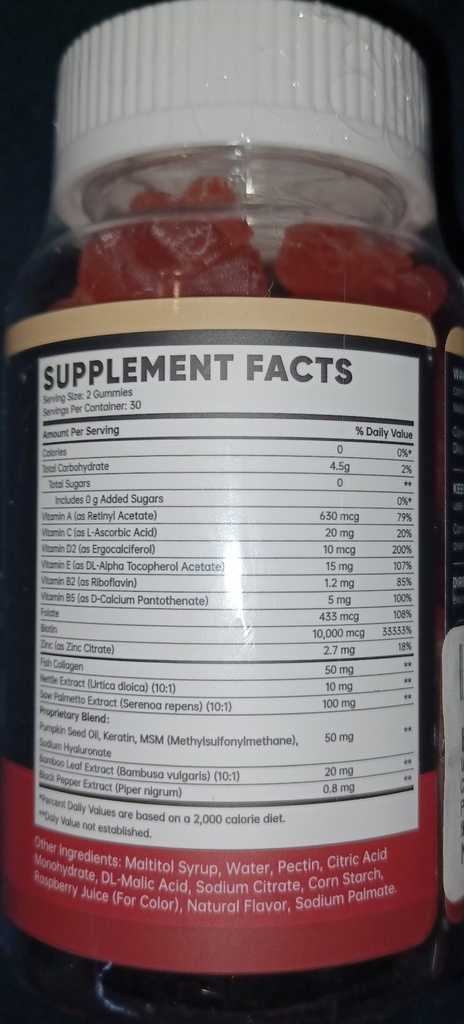 SUPPLEMENT FACTS
Serving Size: 2 Gummies
Servings Per Container: 30
Amount Per Serving % Daily Value
Calories 0 0%*
Total Carbohydrate 4.5g 2%
Total Sugars 0 **
Includes 0 g Added Sugars 0%*
Vitamin A (as Retinyl Acetate) 630 mcg 79%
Vitamin C (as L-Ascorbic Acid) 20 mg 20%
Vitamin D2 (as Ergocalciferol) 10 mcg 200%
Vitamin E (as DL-Alpha Tocopherol Acetate) 15 mg 107%
Vitamin B2 (as Riboflavin) 1.2 mg 85%
Vitamin B5 (as D-Calcium Pantothenate) 5 mg 100%
Folate 433 mcg 108%
Biotin 10,000 mcg 33333%
Zinc (as Zinc Citrate) 2.7 mg 18%
Fish Collagen 50 mg **
Nettle Extract (Urtica dioica) (10:1) 10 mg **
Saw Palmetto Extract (Serenoa repens) (10:1) 100 mg **
Proprietary Blend:
Pumpkin Seed Oil, Keratin, MSM (Methylsulfonylmethane), 50 mg **
Sodium Hyaluronate
Bamboo Leaf Extract (Bambusa vulgaris) (10:1) 20 mg **
Black Pepper Extract (Piper nigrum) 0.8 mg **
*Percent Daily Values are based on a 2,000 calorie diet.
**Daly Value not established.
Other Ingredients: Maltitol Syrup, Water, Pectin, Citric Acid
Monohydrate, DL-Malic Acid, Sodium Citrate, Corn Starch,
Raspberry Juice (For Color), Natural Flavor, Sodium Palmate.